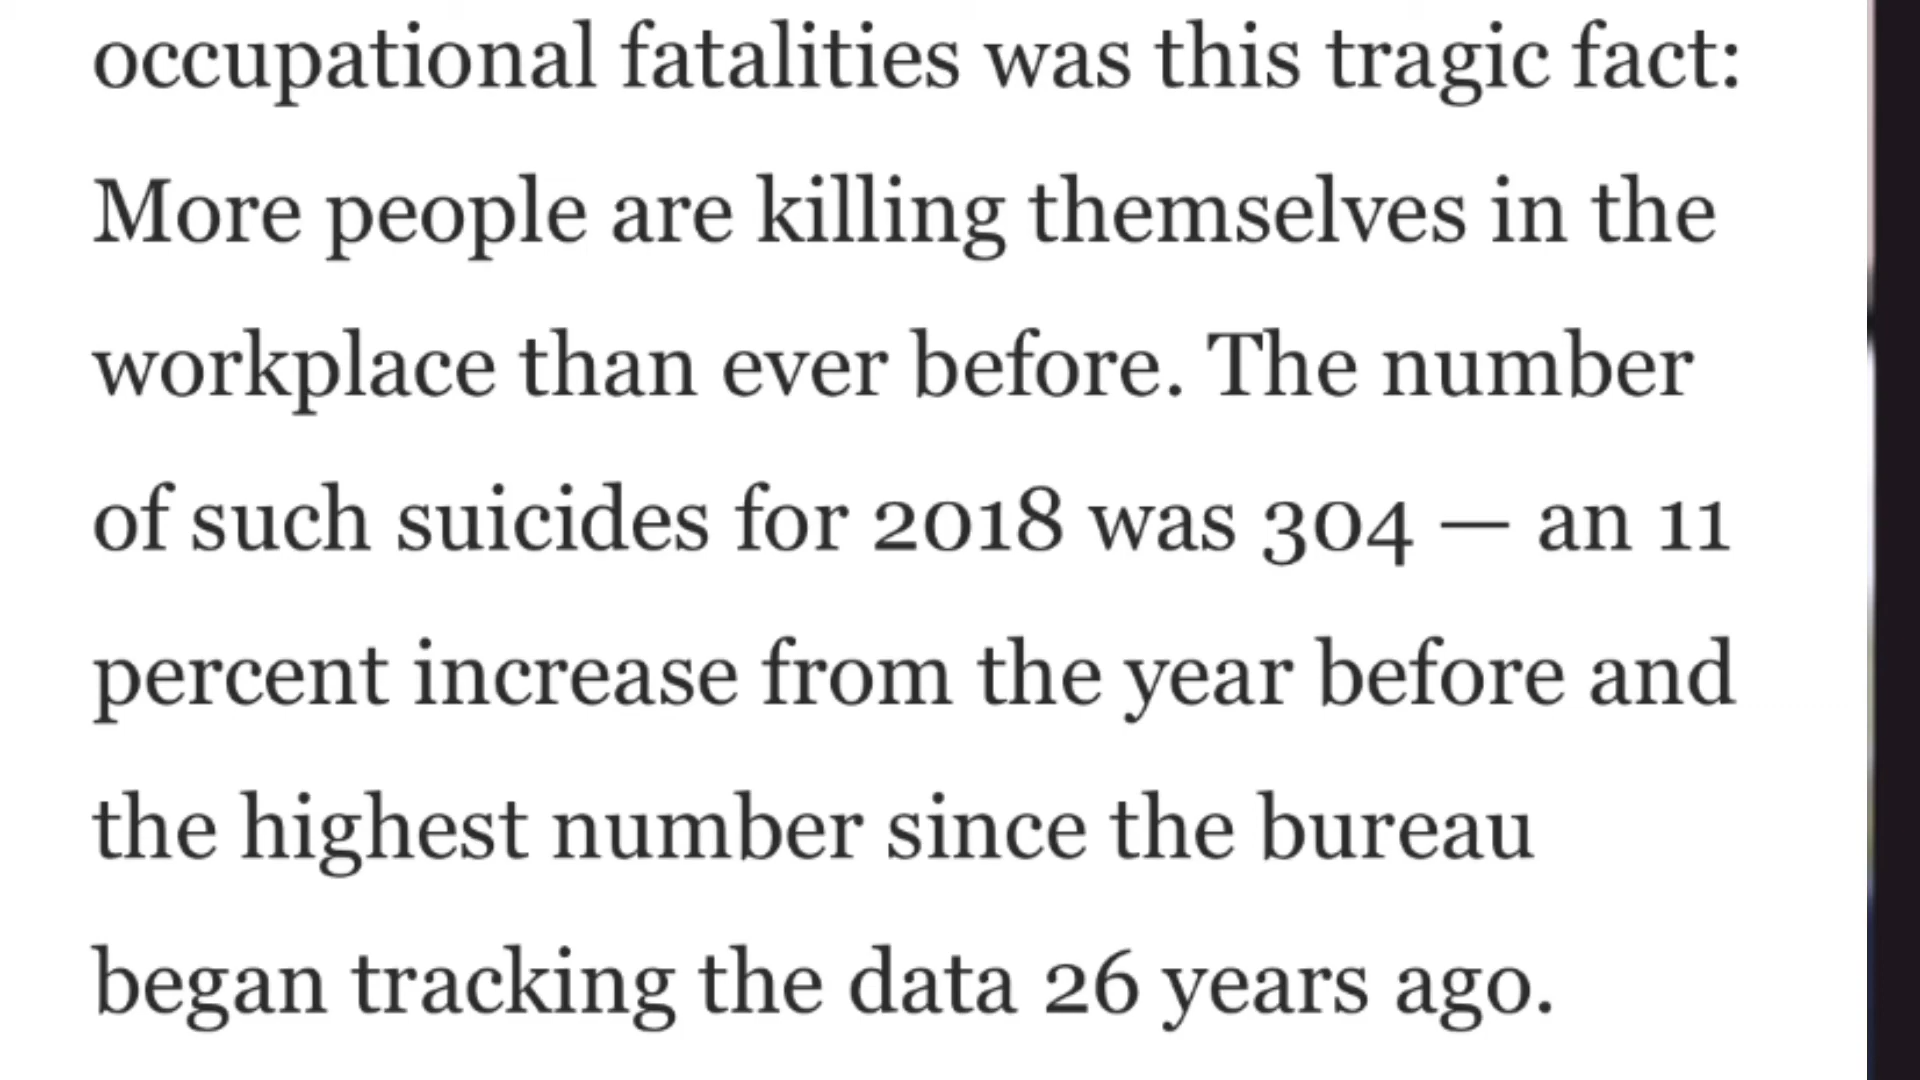 occupational fatalities was this tragic fact:
More people are killing themselves in the
workplace than ever before. The number
of such suicides for 2018 was 304 — an 11
percent increase from the year before and
the highest number since the bureau
began tracking the data 26 years ago.